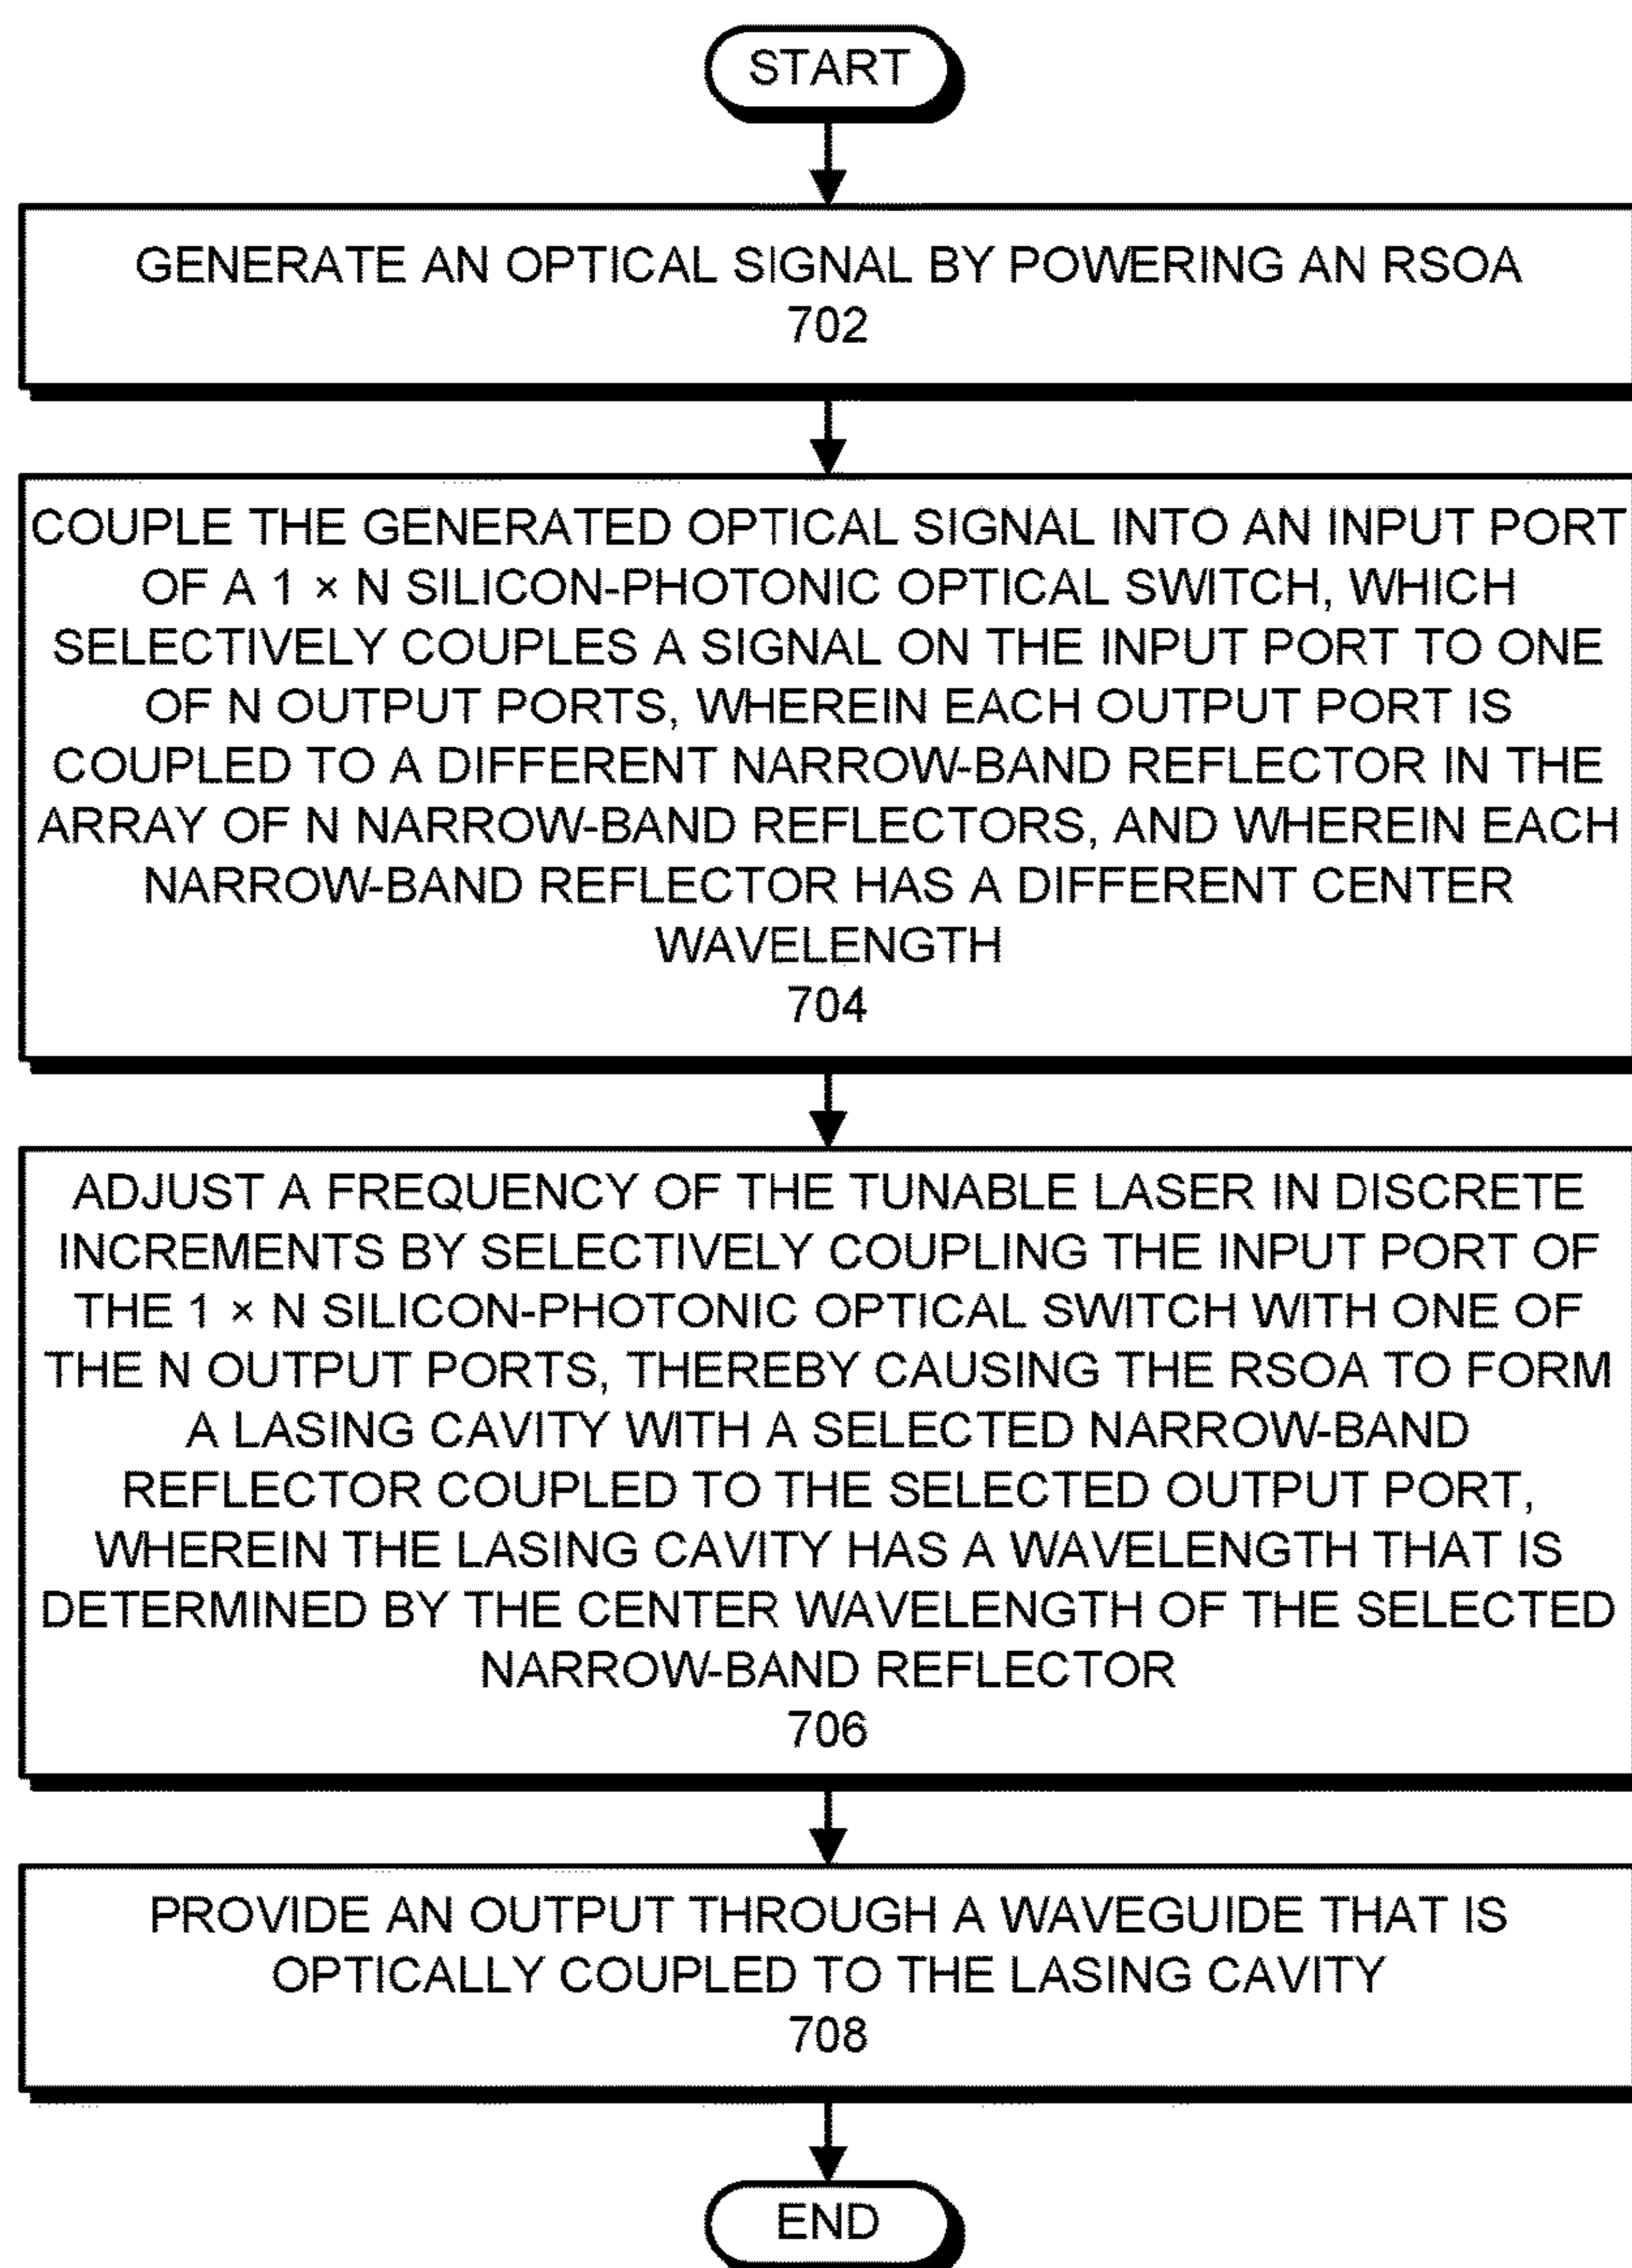 START
GENERATE AN OPTICAL SIGNAL BY POWERING AN RSOA
702
COUPLE THE GENERATED OPTICAL SIGNAL INTO AN INPUT PORT
OF A 1 × N SILICON-PHOTONIC OPTICAL SWITCH, WHICH
SELECTIVELY COUPLES A SIGNAL ON THE INPUT PORT TO ONE
OF N OUTPUT PORTS, WHEREIN EACH OUTPUT PORT IS
COUPLED TO A DIFFERENT NARROW-BAND REFLECTOR IN THE
ARRAY OF N NARROW-BAND REFLECTORS, AND WHEREIN EACH
NARROW-BAND REFLECTOR HAS A DIFFERENT CENTER
WAVELENGTH
704
ADJUST A FREQUENCY OF THE TUNABLE LASER IN DISCRETE
INCREMENTS BY SELECTIVELY COUPLING THE INPUT PORT OF
THE 1 × N SILICON-PHOTONIC OPTICAL SWITCH WITH ONE OF
THE N OUTPUT PORTS, THEREBY CAUSING THE RSOA TO FORM
A LASING CAVITY WITH A SELECTED NARROW-BAND
REFLECTOR COUPLED TO THE SELECTED OUTPUT PORT,
WHEREIN THE LASING CAVITY HAS A WAVELENGTH THAT IS
DETERMINED BY THE CENTER WAVELENGTH OF THE SELECTED
NARROW-BAND REFLECTOR
706
PROVIDE AN OUTPUT THROUGH A WAVEGUIDE THAT IS
OPTICALLY COUPLED TO THE LASING CAVITY
708
END